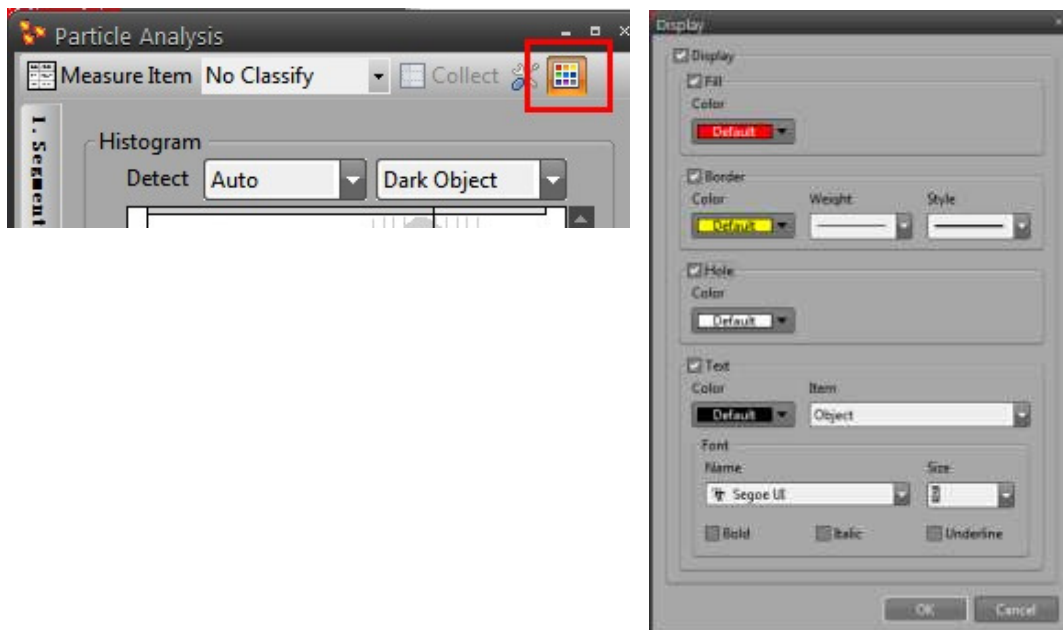 Particle Analysis
Measure Item No Classify Collect
1. Segment
Histogram
Detect Auto Dark Object
Display
Display
Fill
Color
Default
Border
Color Weight Style
Default
Hole
Color
Default
Text
Color Item
Default Object
Font
Name Size
Segoe UI
Bold Italic Underline
OK Cancel